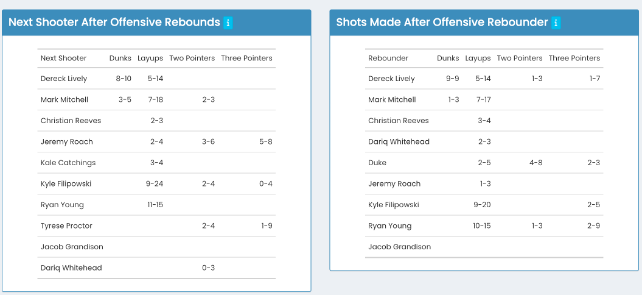 Next Shooter After Offensive Rebounds i
Next Shooter Dunks Layups Two Pointers Three Pointers
Dereck Lively 8-10 5-14
Mark Mitchell 3-5 7-18 2-3
Christian Reeves 2-3
Jeremy Roach 2-4 3-6 5-8
Kale Catchings 3-4
Kyle Filipowski 9-24 2-4 0-4
Ryan Young 11-15
Tyrese Proctor 2-4 1-9
Jacob Grandison
Dariq Whitehead 0-3
Shots Made After Offensive Rebounder i
Rebounder Dunks Layups Two Pointers Three Pointers
Dereck Lively 9-9 5-14 1-3 1-7
Mark Mitchell 1-3 7-17
Christian Reeves 3-4
Dariq Whitehead 2-3
Duke 2-5 4-8 2-3
Jeremy Roach 1-3
Kyle Filipowski 9-20 2-5
Ryan Young 10-15 1-3 2-9
Jacob Grandison